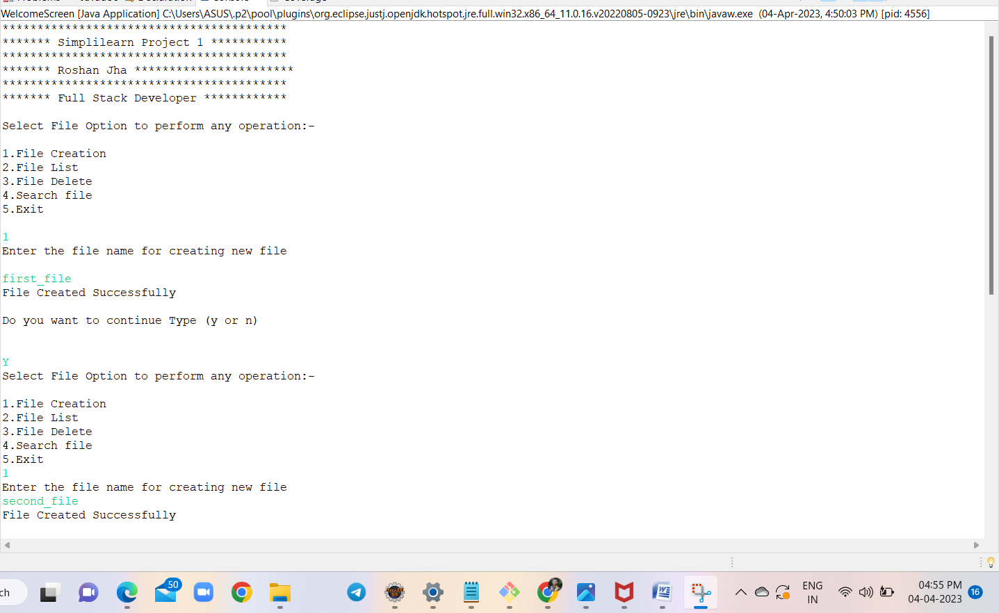 WelcomeScreen [Java Application] C:\Users\ASUS\.p2\pool\plugins\org.eclipse.justj.openjdk.hotspot.jre.full.win32.x86_64_11.0.16.v20220805-0923\jre\bin\javaw.exe (04-Apr-2023, 4:50:03 PM) [pid: 4556]
*****************************************
******* Simplilearn Project 1 ***********
*****************************************
******* Roshan Jha ***********************
*****************************************
******* Full Stack Developer ************
Select File Option to perform any operation:-
1.File Creation
2.File List
3.File Delete
4.Search file
5.Exit
1
Enter the file name for creating new file
first_file
File Created Successfully
Do you want to continue Type (y or n)
Y
Select File Option to perform any operation:-
1.File Creation
2.File List
3.File Delete
4.Search file
5.Exit
1
Enter the file name for creating new file
second_file
File Created Successfully
ch
50
ENG
IN
04:55 PM
04-04-2023
16